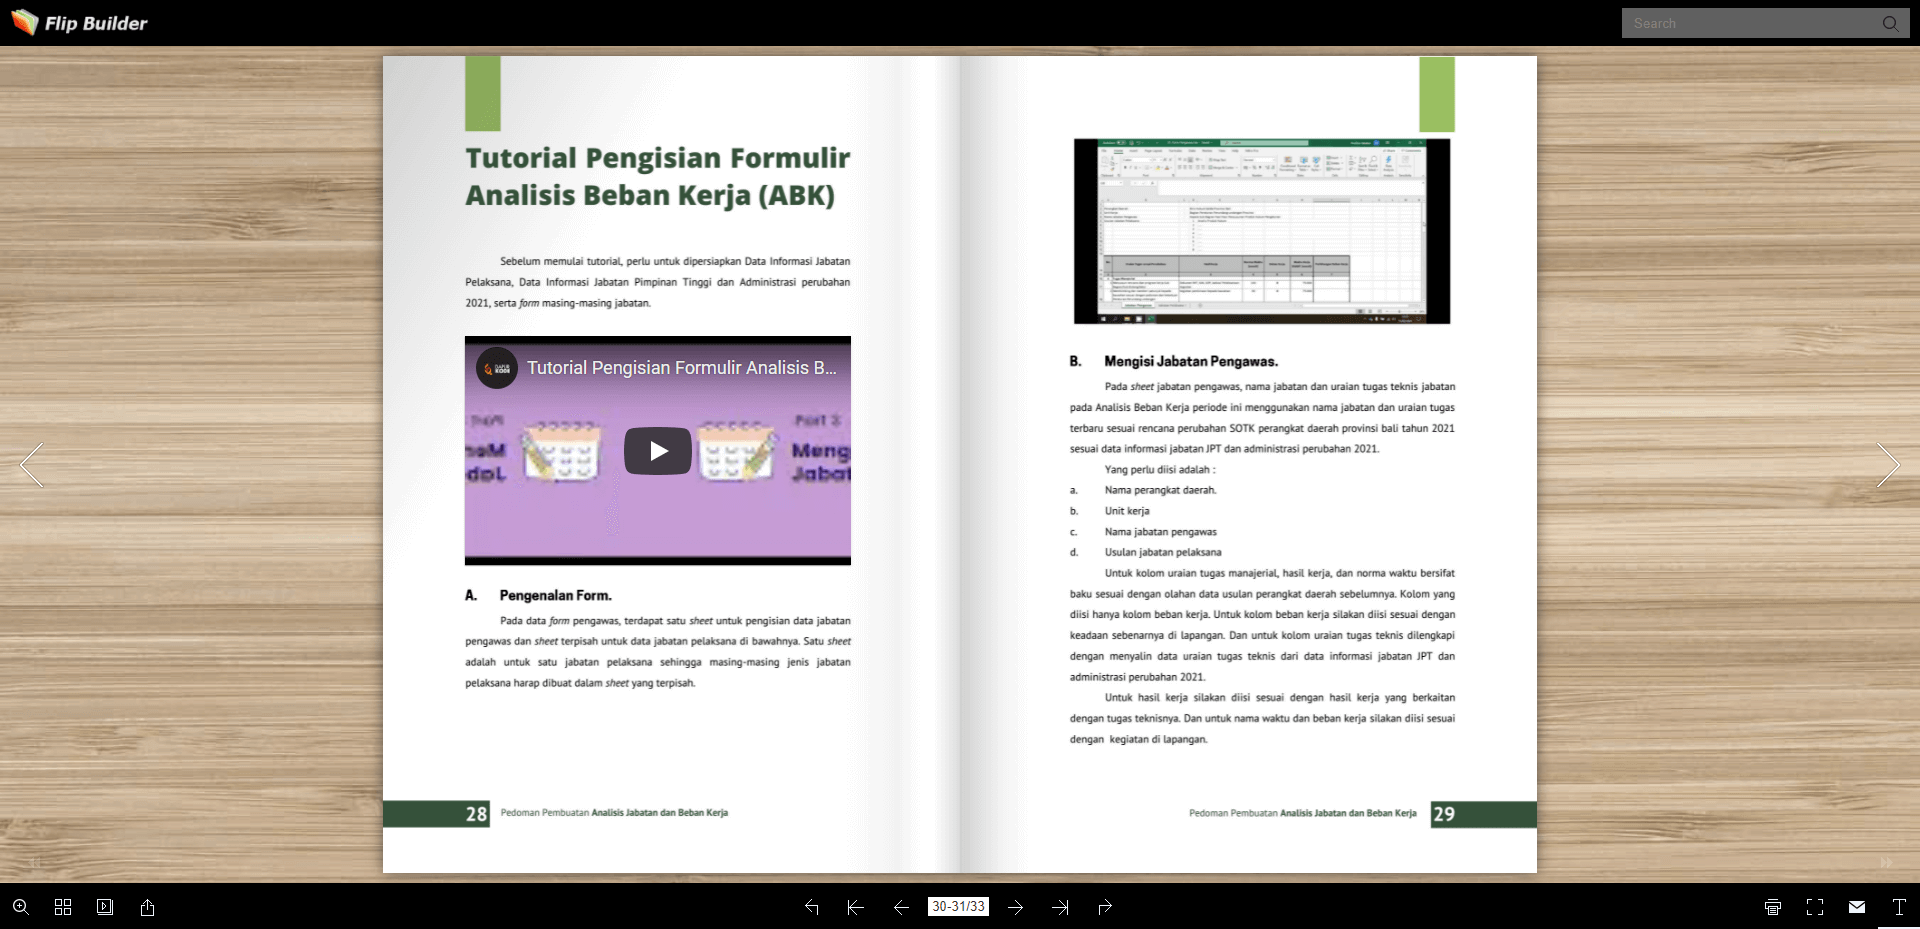 Flip Builder
Search
Tutorial Pengisian Formulir
Analisis Beban Kerja (ABK)
Sebelum memulai tutorial, perlu untuk dipersiapkan Data Informasi Jabatan
Pelaksana, Data Informasi Jabatan Pimpinan Tinggi dan Administrasi perubahan
2021, serta form masing-masing jabatan.
Tutorial Pengisian Formulir Analisis B...
A. Pengenalan Form.
Pada data form pengawas, terdapat satu sheet untuk pengisian data jabatan
pengawas dan sheet terpisah untuk data jabatan pelaksana di bawahnya. Satu sheet
adalah untuk satu jabatan pelaksana sehingga masing-masing jenis jabatan
pelaksana harap dibuat dalam sheet yang terpisah.
28 Pedoman Pembuatan Analisis Jabatan dan Beban Kerja
B. Mengisi Jabatan Pengawas.
Pada sheet jabatan pengawas, nama jabatan dan uraian tugas teknis jabatan
pada Analisis Beban Kerja periode ini menggunakan nama jabatan dan uraian tugas
terbaru sesuai rencana perubahan SOTK perangkat daerah provinsi bali tahun 2021
sesuai data informasi jabatan JPT dan administrasi perubahan 2021.
Yang perlu diisi adalah :
a. Nama perangkat daerah.
b. Unit kerja
c. Nama jabatan pengawas
d. Usulan jabatan pelaksana
Untuk kolom uraian tugas manajerial, hasil kerja, dan norma waktu bersifat
baku sesuai dengan olahan data usulan perangkat daerah sebelumnya. Kolom yang
diisi hanya kolom beban kerja. Untuk kolom beban kerja silakan diisi sesuai dengan
keadaan sebenarnya di lapangan. Dan untuk kolom uraian tugas teknis dilengkapi
dengan menyalin data uraian tugas teknis dari data informasi jabatan JPT dan
administrasi perubahan 2021.
Untuk hasil kerja silakan diisi sesuai dengan hasil kerja yang berkaitan
dengan tugas teknisnya. Dan untuk nama waktu dan beban kerja silakan diisi sesuai
dengan kegiatan di lapangan.
Pedoman Pembuatan Analisis Jabatan dan Beban Kerja 29
30-31/33